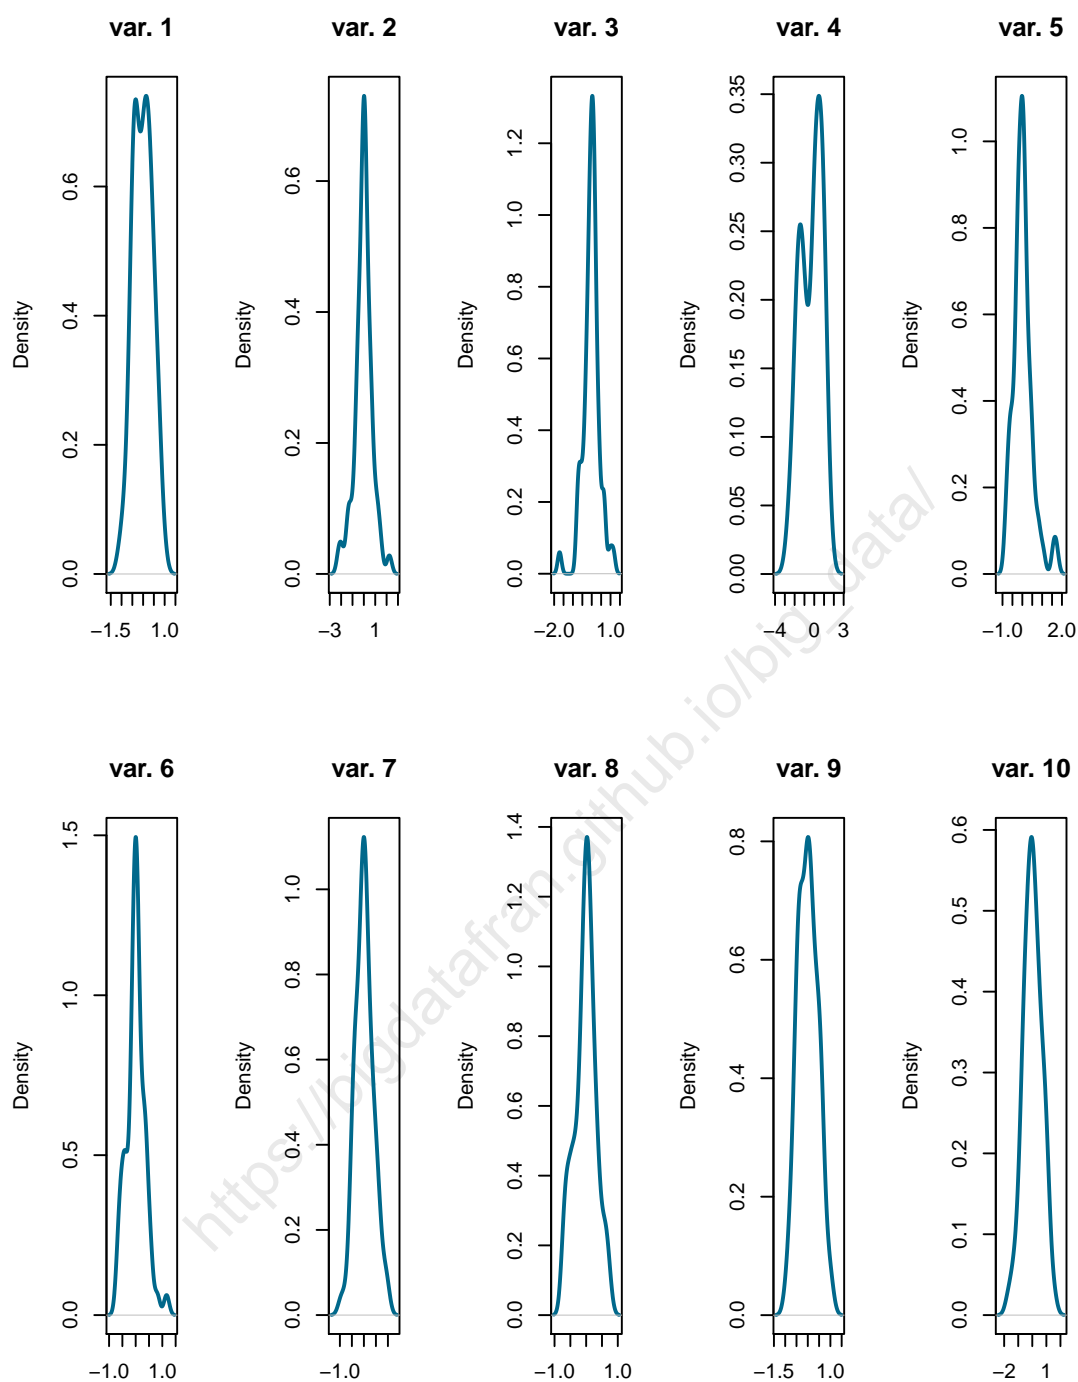 var. 1
Density
0.0 0.2 0.4 0.6
−1.5 1.0
var. 2
Density
0.0 0.2 0.4 0.6
−3 1
var. 3
Density
0.0 0.2 0.4 0.6 0.8 1.0 1.2
−2.0 1.0
var. 4
Density
0.00 0.05 0.10 0.15 0.20 0.25 0.30 0.35
−4 0 3
var. 5
Density
0.0 0.2 0.4 0.6 0.8 1.0
−1.0 2.0
var. 6
Density
0.0 0.5 1.0 1.5
−1.0 1.0
var. 7
Density
0.0 0.2 0.4 0.6 0.8 1.0
−1.0
var. 8
Density
0.0 0.2 0.4 0.6 0.8 1.0 1.2 1.4
−1.0 1.0
var. 9
Density
0.0 0.2 0.4 0.6 0.8
−1.5 1.0
var. 10
Density
0.0 0.1 0.2 0.3 0.4 0.5 0.6
−2 1
https://bigdatafran.github.io/big_data/